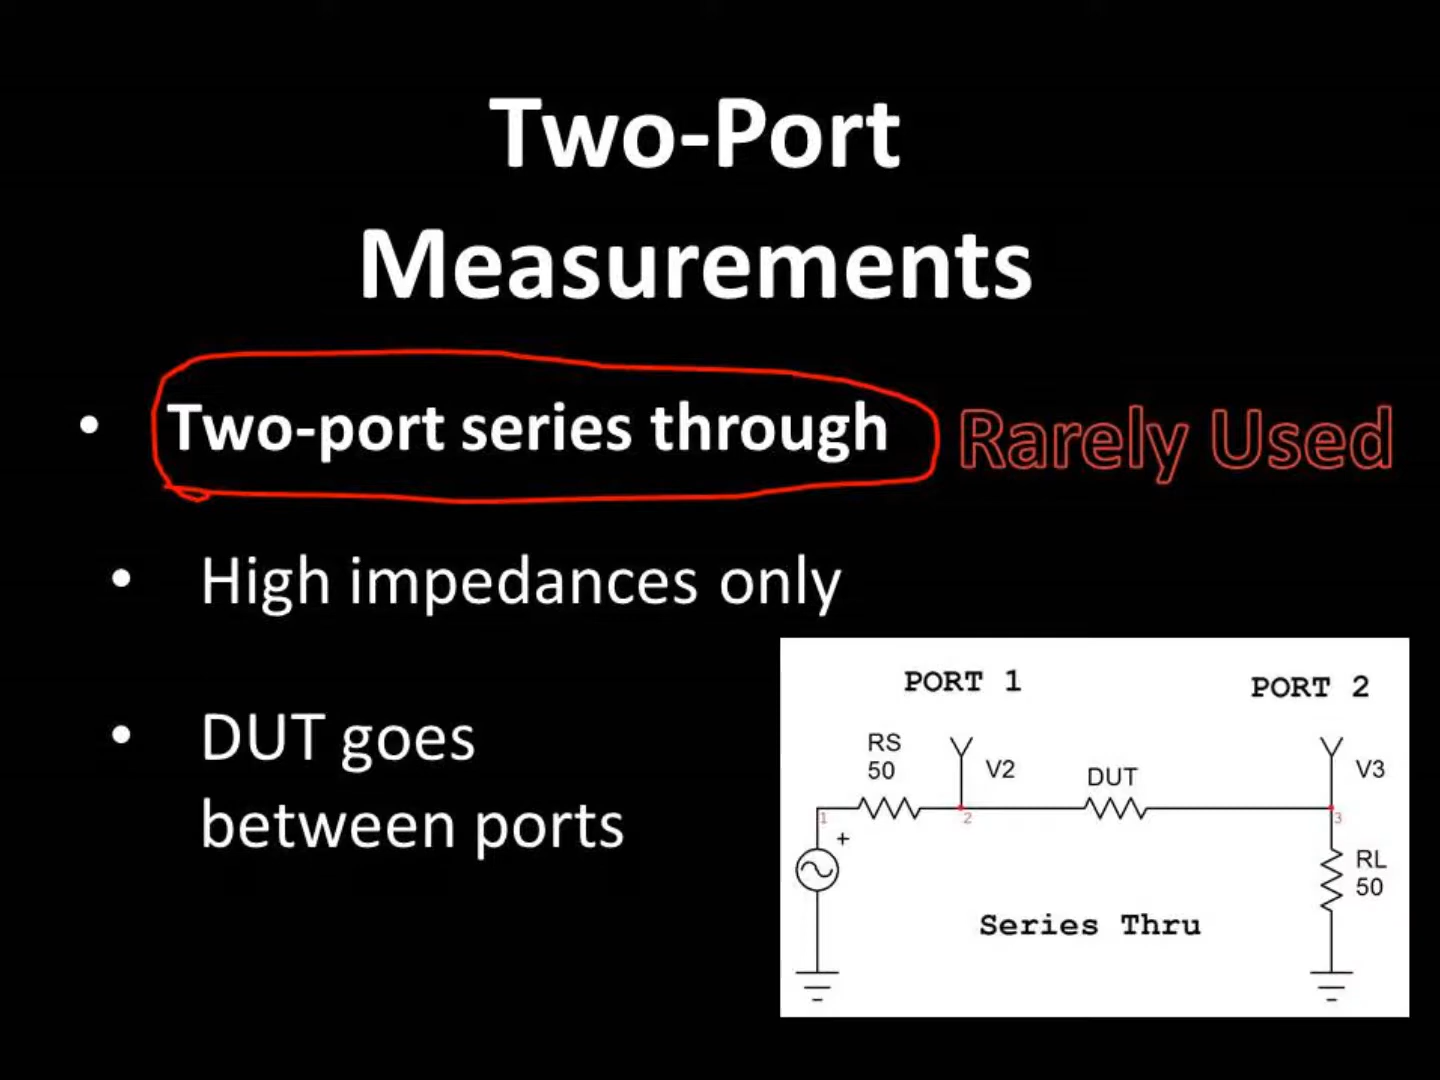 Two-Port
Measurements
• Two-port series through
Rarely Used
• High impedances only
• DUT goes
between ports
PORT 1
PORT 2
RS
50
V2
DUT
V3
1
2
3
+
RL
50
Series Thru